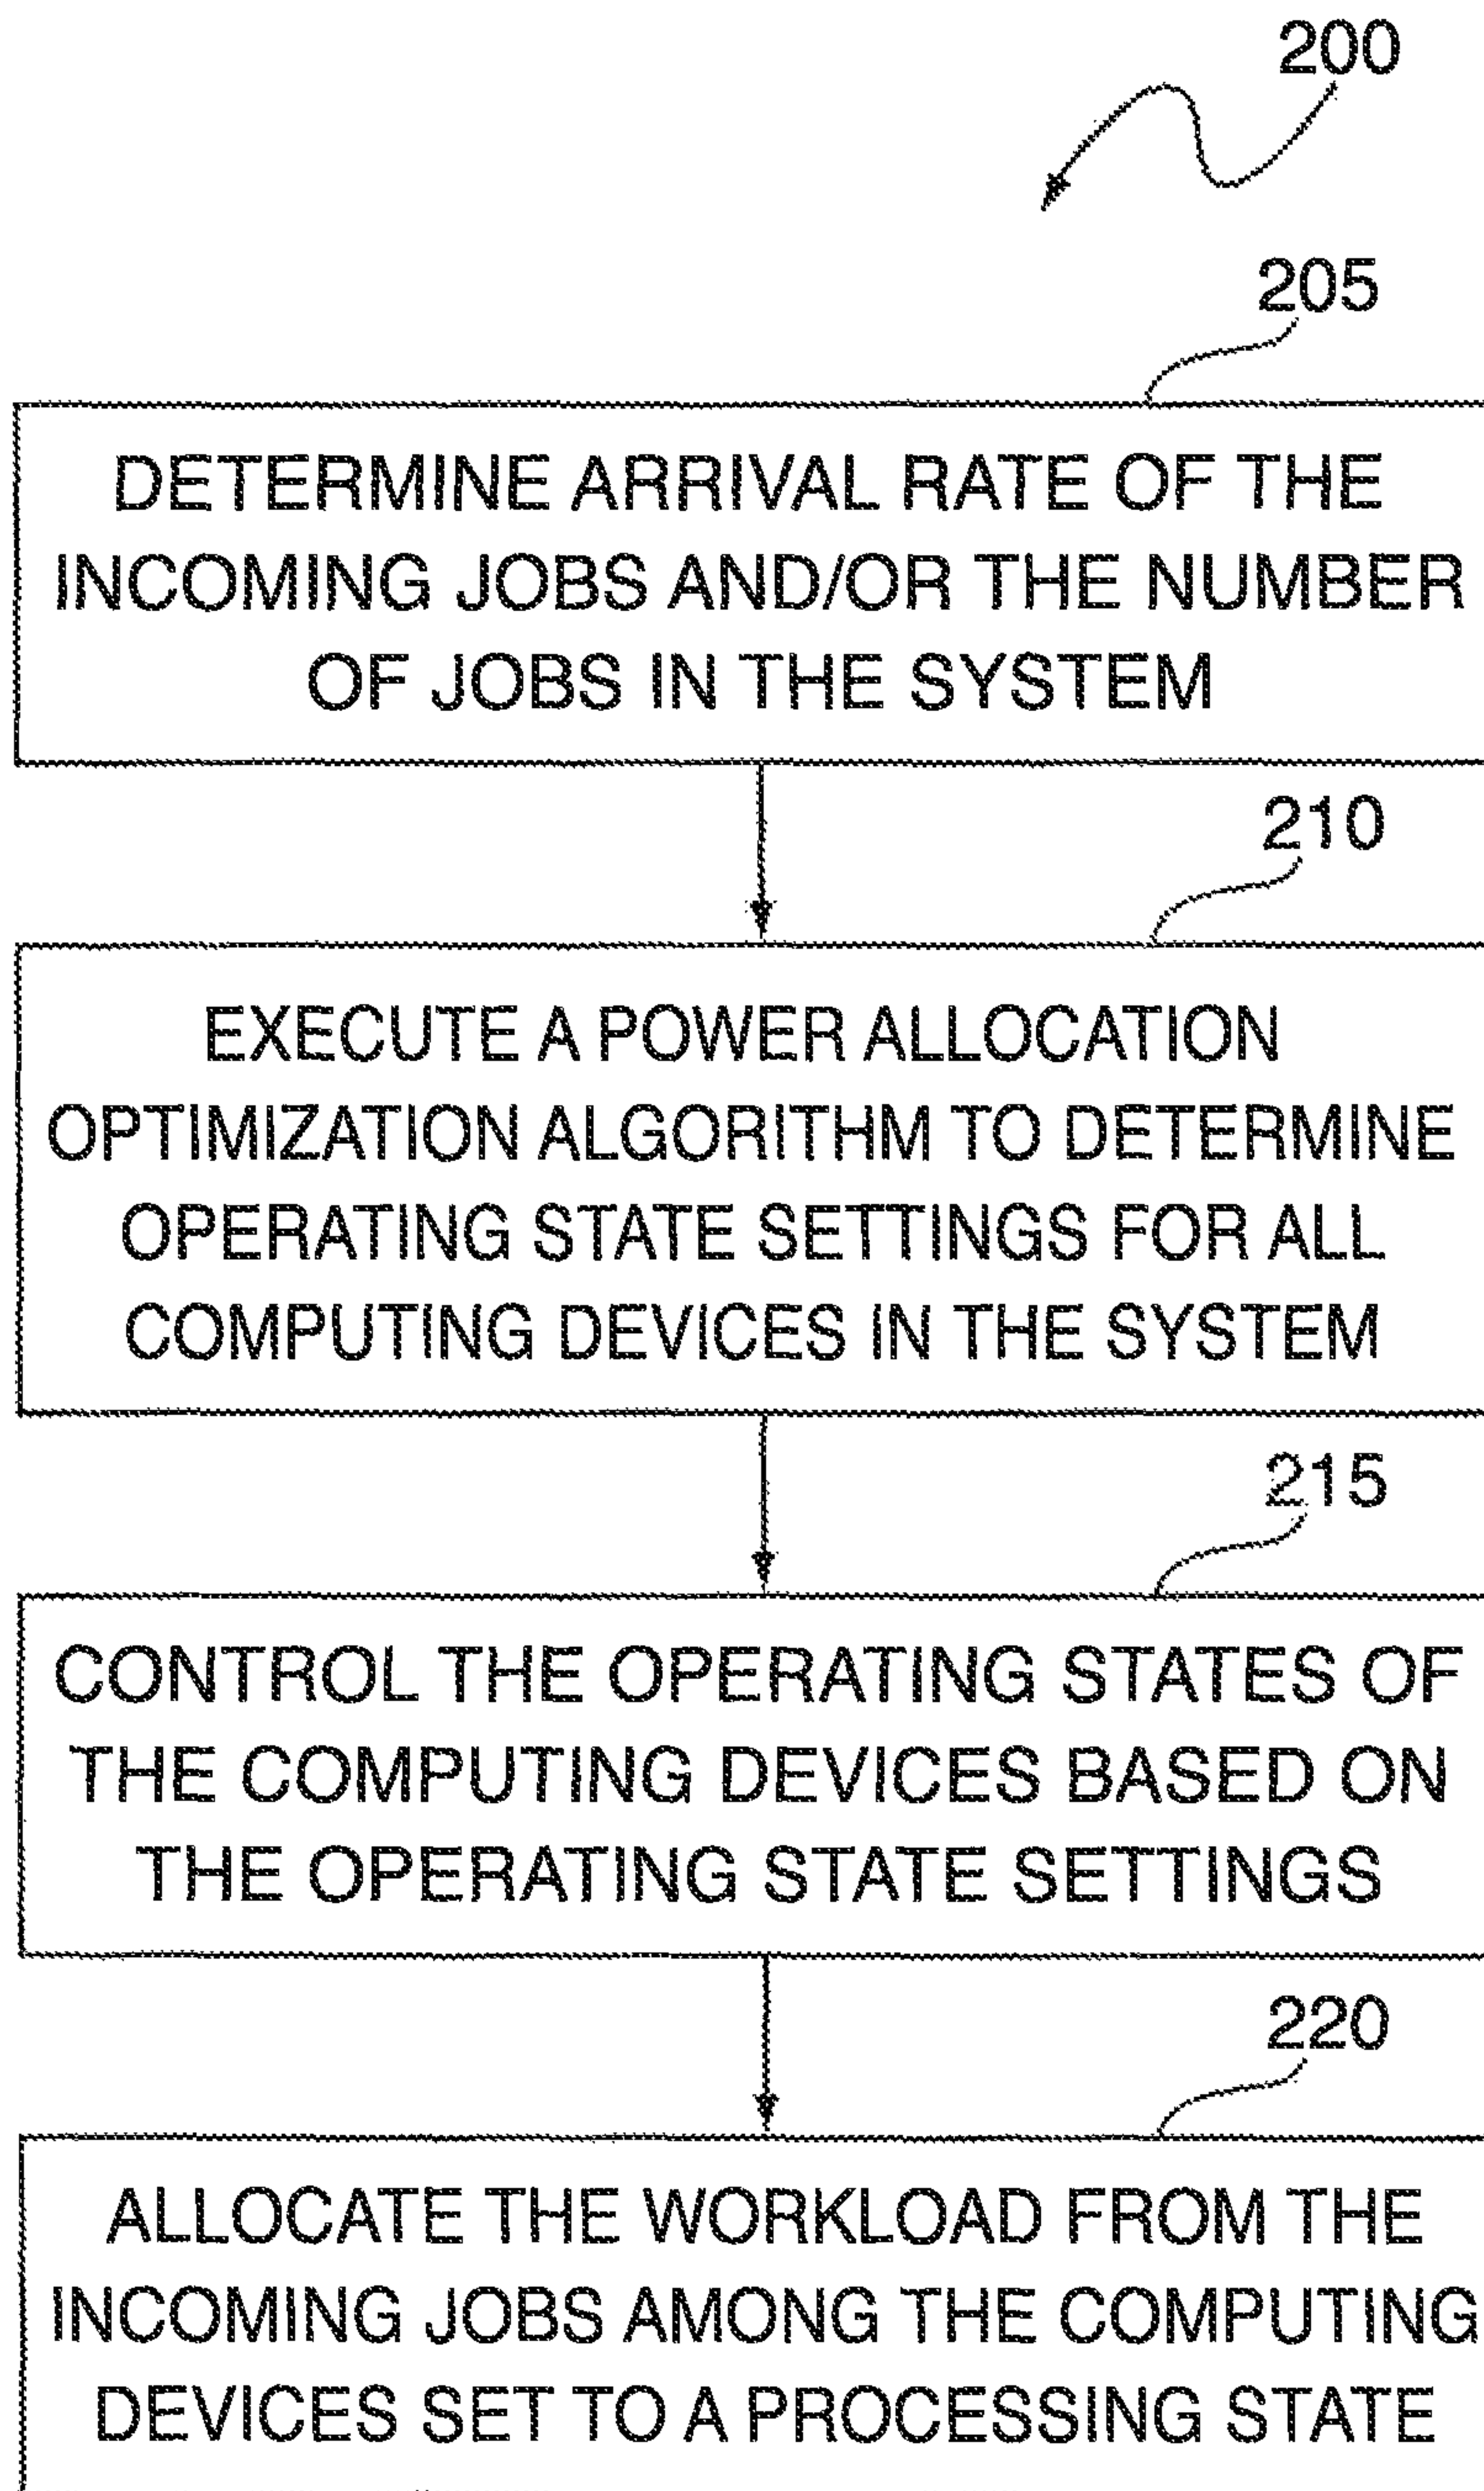 200
205
DETERMINE ARRIVAL RATE OF THE
INCOMING JOBS AND/OR THE NUMBER
OF JOBS IN THE SYSTEM
210
EXECUTE A POWER ALLOCATION
OPTIMIZATION ALGORITHM TO DETERMINE
OPERATING STATE SETTINGS FOR ALL
COMPUTING DEVICES IN THE SYSTEM
215
CONTROL THE OPERATING STATES OF
THE COMPUTING DEVICES BASED ON
THE OPERATING STATE SETTINGS
220
ALLOCATE THE WORKLOAD FROM THE
INCOMING JOBS AMONG THE COMPUTING
DEVICES SET TO A PROCESSING STATE